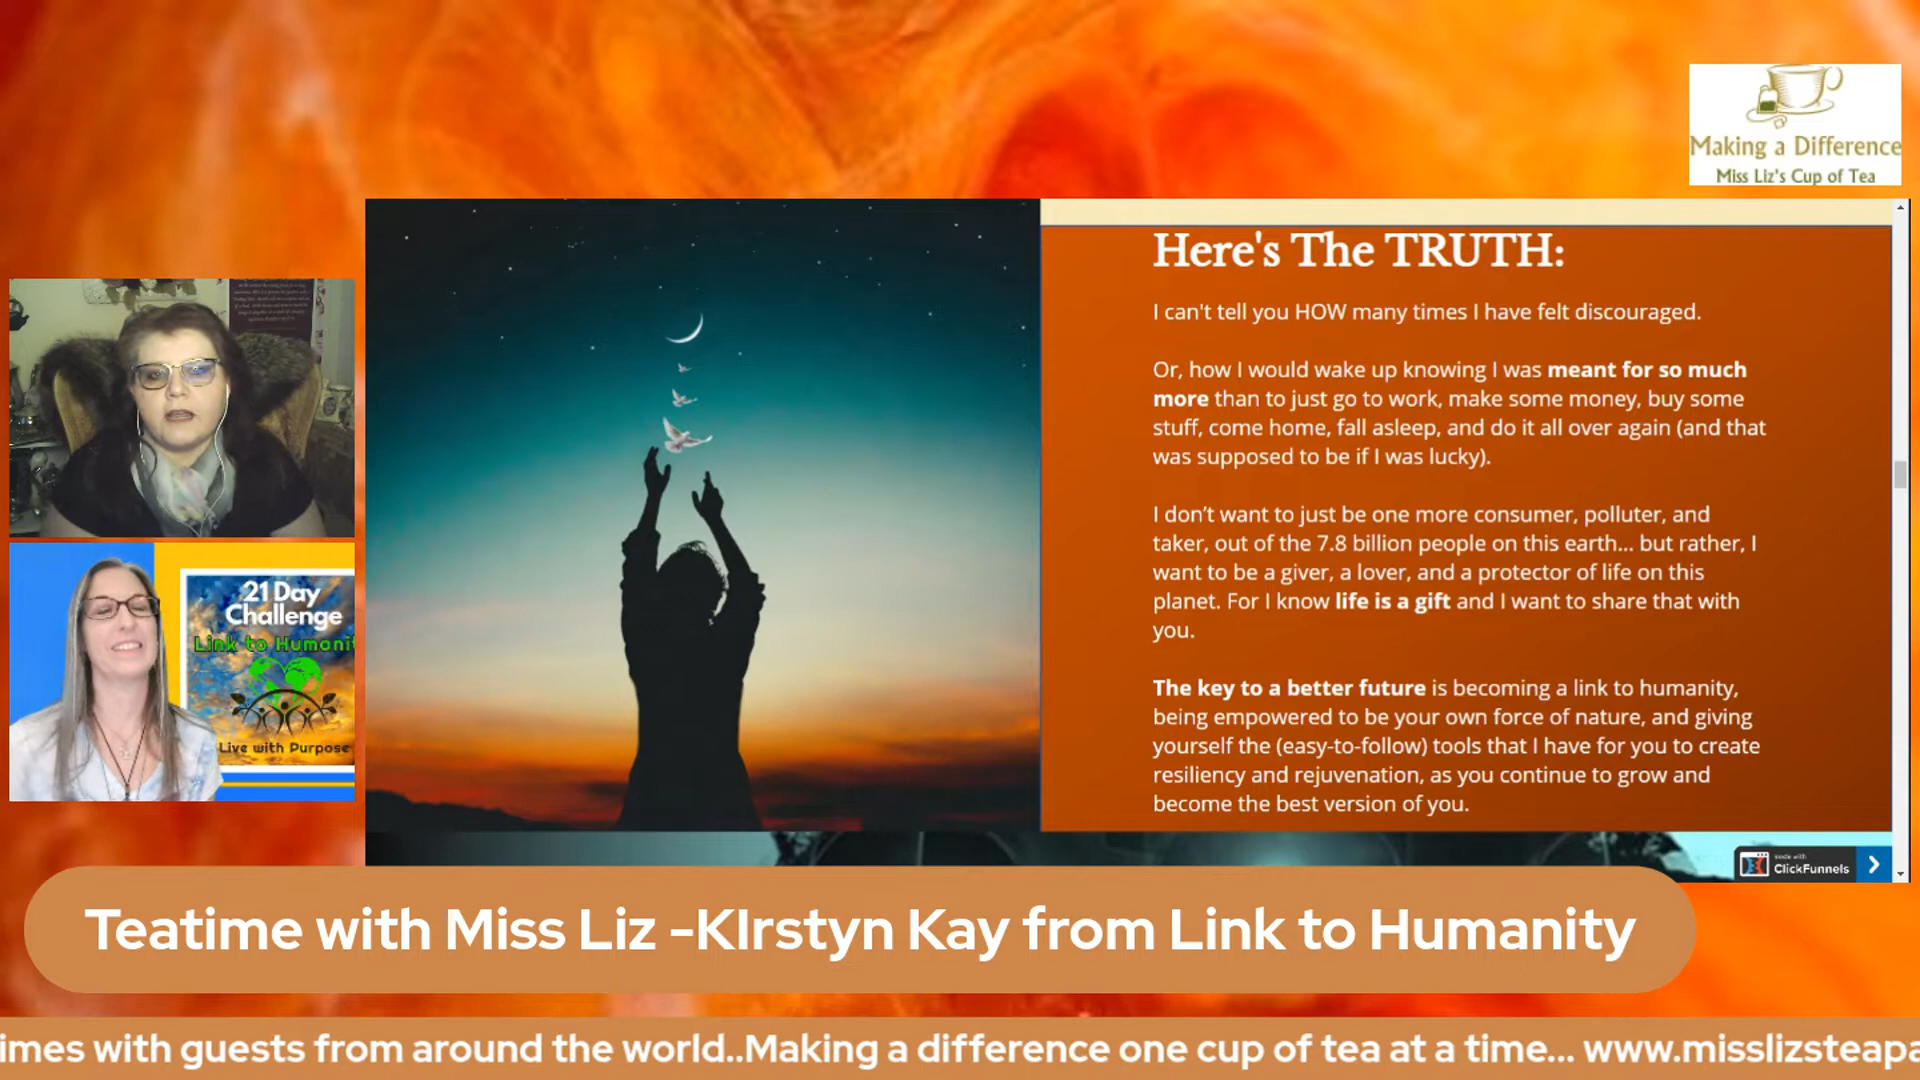 Making a Difference
Miss Liz's Cup of Tea
Here's The TRUTH:
I can't tell you HOW many times I have felt discouraged.
Or, how I would wake up knowing I was meant for so much
more than to just go to work, make some money, buy some
stuff, come home, fall asleep, and do it all over again (and that
was supposed to be if I was lucky).
I don't want to just be one more consumer, polluter, and
taker, out of the 7.8 billion people on this earth... but rather, I
want to be a giver, a lover, and a protector of life on this
planet. For I know life is a gift and I want to share that with
you.
The key to a better future is becoming a link to humanity,
being empowered to be your own force of nature, and giving
yourself the (easy-to-follow) tools that I have for you to create
resiliency and rejuvenation, as you continue to grow and
become the best version of you.
21 Day
Challenge
Link to Humanit
Live with Purpose
made with
ClickFunnels
Teatime with Miss Liz -KIrstyn Kay from Link to Humanity
imes with guests from around the world..Making a difference one cup of tea at a time... www.misslizsteapa